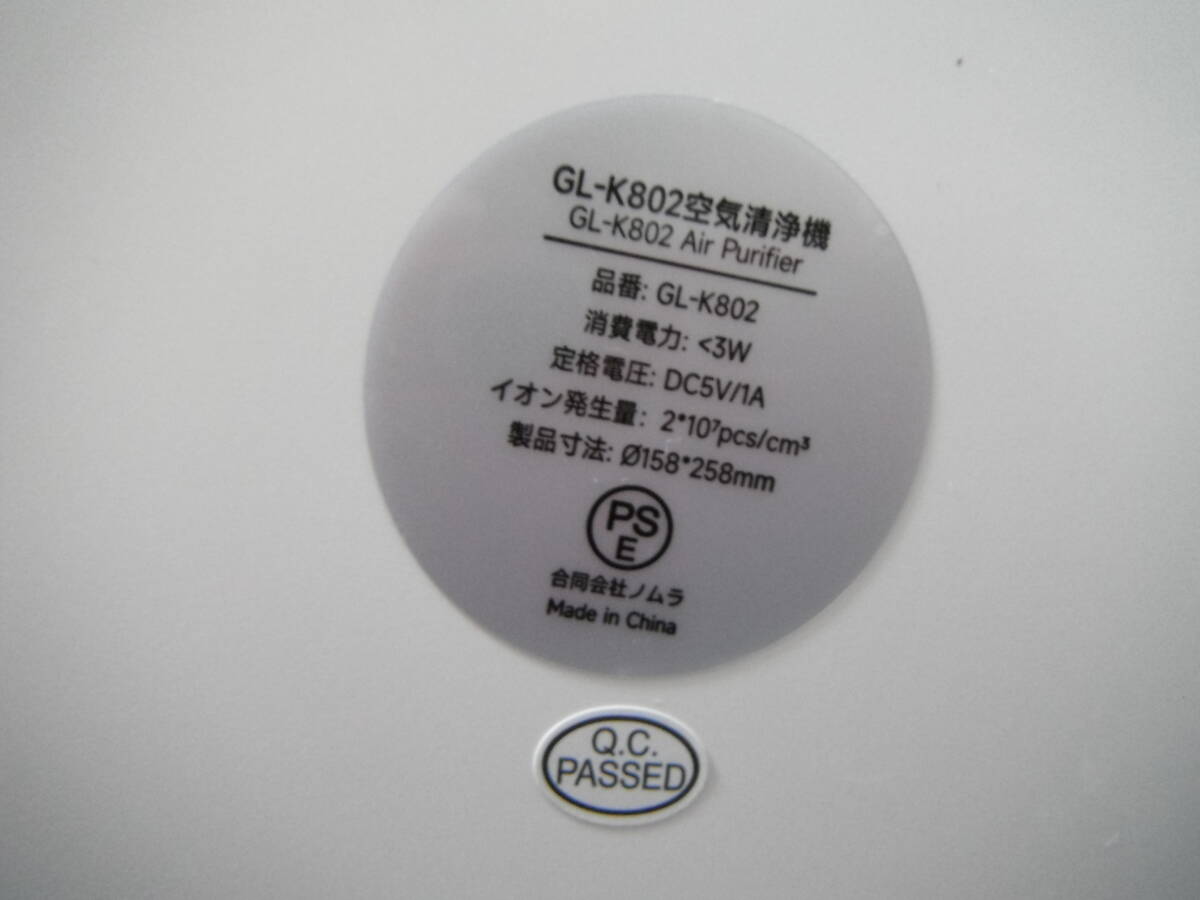 GL-K802空気清浄機
GL-K802 Air Purifier
品番: GL-K802
消費電力: <3W
定格電圧: DC5V/1A
イオン発生量: 2*10⁷pcs/cm³
製品寸法: Ø158*258mm
PS
E
合同会社ノムラ
Made in China
Q.C.
PASSED